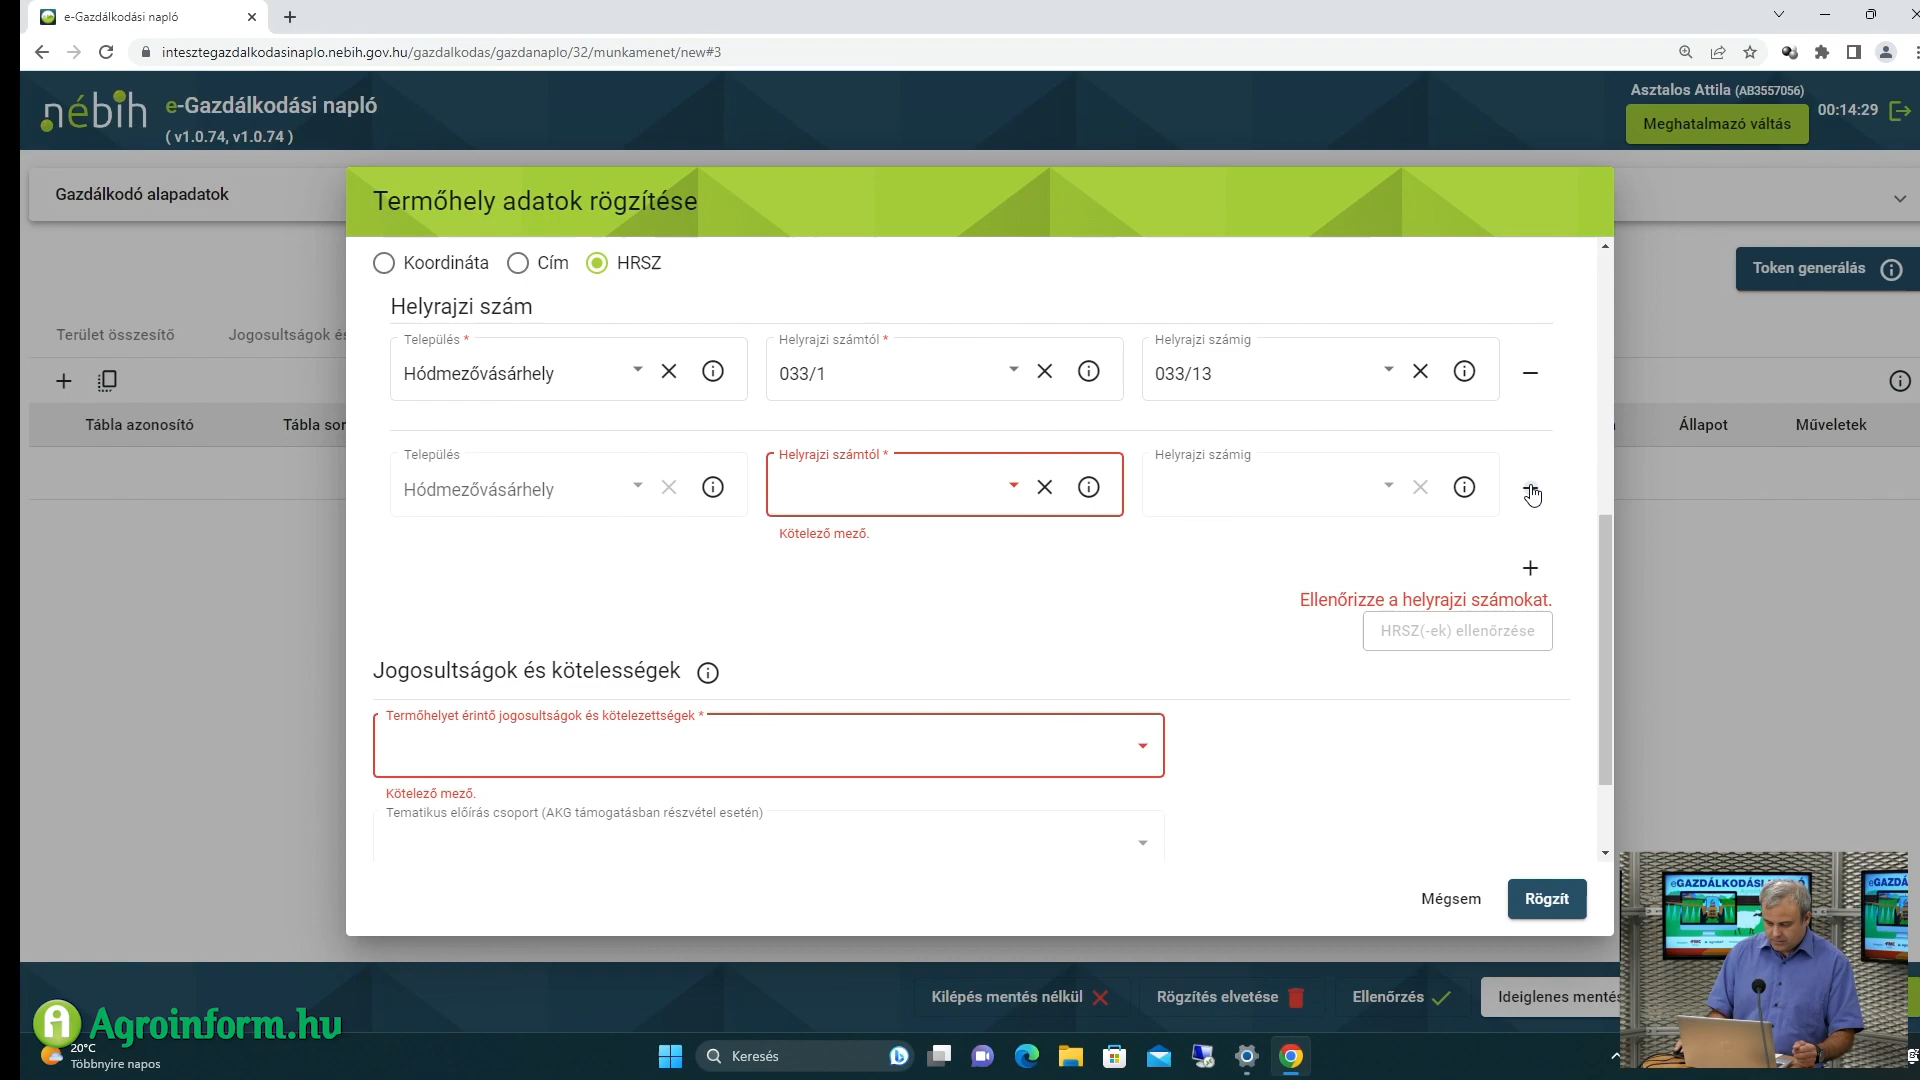 e-Gazdálkodási napló
intesztegazdalkodasinaplo.nebih.gov.hu/gazdalkodas/gazdanaplo/32/munkamenet/new#3
nébih
e-Gazdálkodási napló
( v1.0.74, v1.0.74 )
Asztalos Attila (AB3557056)
Meghatalmazó váltás
00:14:29
Gazdálkodó alapadatok
Token generálás
Terület összesítő
Jogosultságok és
Tábla azonosító
Tábla sor
Állapot
Műveletek
Termőhely adatok rögzítése
Koordináta
Cím
HRSZ
Helyrajzi szám
Település *
Helyrajzi számtól *
Helyrajzi számig
Hódmezővásárhely
033/1
033/13
Település
Helyrajzi számtól *
Helyrajzi számig
Hódmezővásárhely
Kötelező mező.
Ellenőrizze a helyrajzi számokat.
HRSZ(-ek) ellenőrzése
Jogosultságok és kötelességek
Termőhelyet érintő jogosultságok és kötelezettségek *
Kötelező mező.
Tematikus előírás csoport (AKG támogatásban részvétel esetén)
Mégsem
Rögzít
Kilépés mentés nélkül
Rögzítés elvetése
Ellenőrzés
Ideiglenes mentés
Agroinform.hu
20°C
Többnyire napos
Keresés
eGAZDÁLKODÁSI
eGAZDÁ